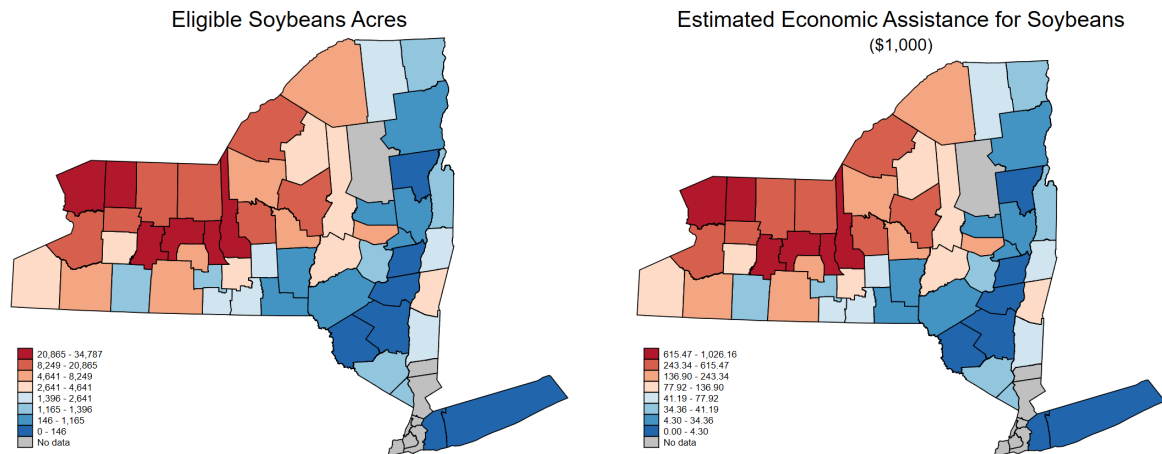 Eligible Soybeans Acres
20,865 - 34,787
8,249 - 20,865
4,641 - 8,249
2,641 - 4,641
1,396 - 2,641
1,165 - 1,396
146 - 1,165
0 - 146
No data
Estimated Economic Assistance for Soybeans
($1,000)
615.47 - 1,026.16
243.34 - 615.47
136.90 - 243.34
77.92 - 136.90
41.19 - 77.92
34.36 - 41.19
4.30 - 34.36
0.00 - 4.30
No data